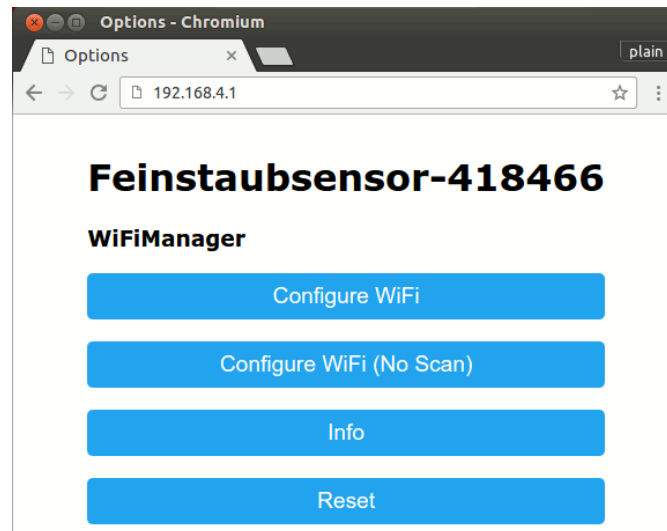 Options - Chromium
Options
plain
192.168.4.1
Feinstaubsensor-418466
WiFiManager
Configure WiFi
Configure WiFi (No Scan)
Info
Reset